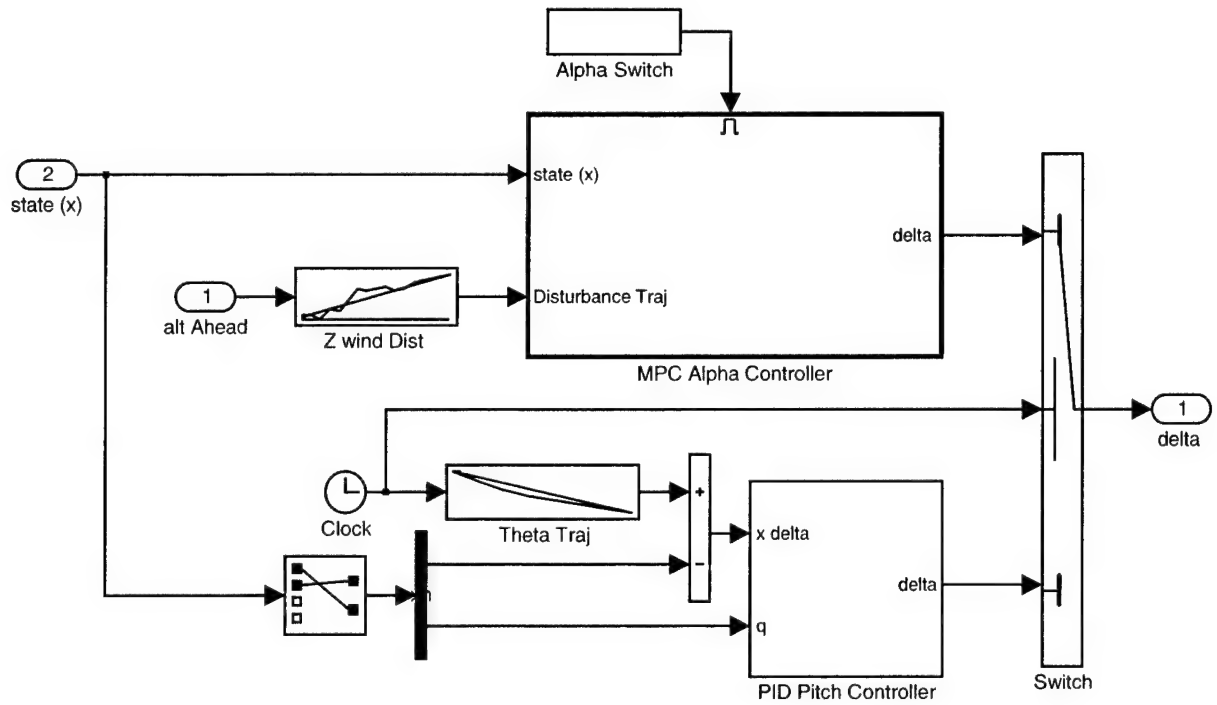 Alpha Switch
2
state (x)
state (x)
delta
1
alt Ahead
Z wind Dist
Disturbance Traj
MPC Alpha Controller
1
delta
Clock
Theta Traj
+
−
x delta
delta
q
PID Pitch Controller
Switch